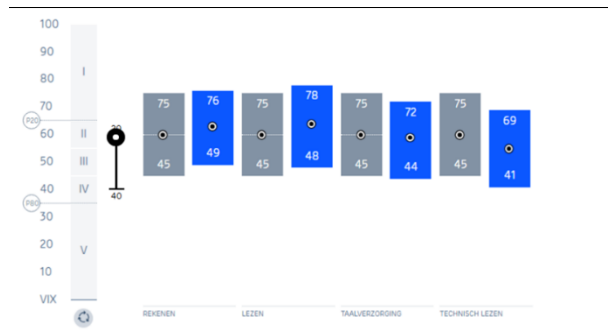 100
90
80
I
70
75
76
75
78
75
72
75
69
P20
60
II
50
III
45
49
45
48
45
44
45
41
40
IV
40
P80
30
20
V
10
VIX
REKENEN
LEZEN
TAALVERZORGING
TECHNISCH LEZEN